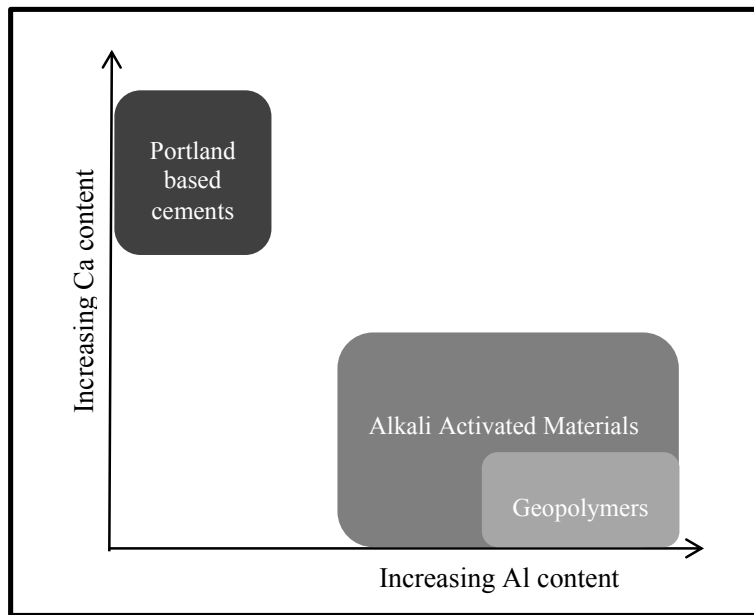 Portland
based
cements
Increasing Ca content
Alkali Activated Materials
Geopolymers
Increasing Al content